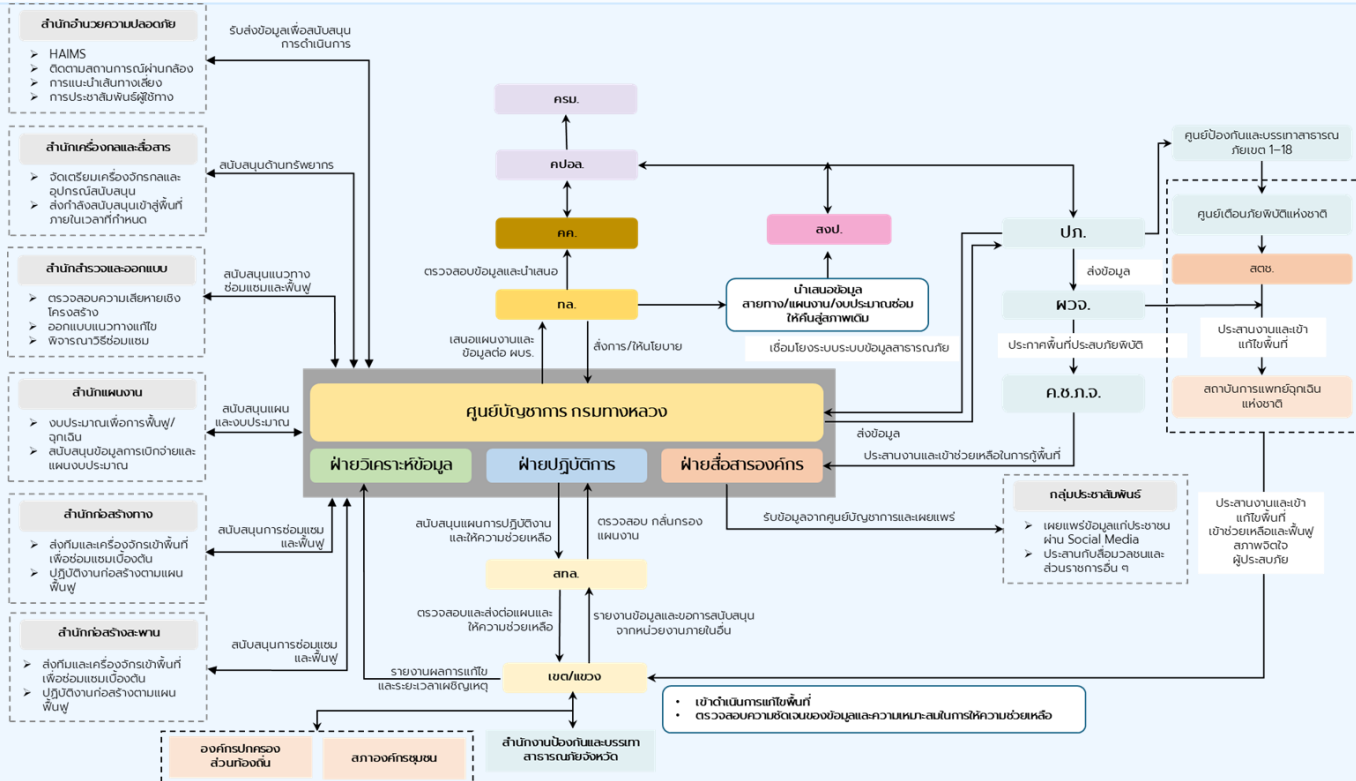 สำนักอำนวยความปลอดภัย
➢ HAIMS
➢ ติดตามสถานการณ์ผ่านกล้อง
➢ การแนะนำเส้นทางเลี่ยง
➢ การประชาสัมพันธ์ผู้ใช้ทาง
รับส่งข้อมูลเพื่อสนับสนุน
การดำเนินการ
สำนักเครื่องกลและสื่อสาร
➢ จัดเตรียมเครื่องจักรกลและ
อุปกรณ์สนับสนุน
➢ ส่งกำลังสนับสนุนเข้าสู่พื้นที่
ภายในเวลาที่กำหนด
สนับสนุนด้านทรัพยากร
สำนักสำรวจและออกแบบ
➢ ตรวจสอบความเสียหายเชิง
โครงสร้าง
➢ ออกแบบแนวทางแก้ไข
➢ พิจารณาวิธีซ่อมแซม
สนับสนุนแนวทาง
ซ่อมแซมและฟื้นฟู
สำนักแผนงาน
➢ งบประมาณเพื่อการฟื้นฟู/
ฉุกเฉิน
➢ สนับสนุนข้อมูลการเบิกจ่ายและ
แผนงบประมาณ
สนับสนุนแผน
และงบประมาณ
สำนักก่อสร้างทาง
➢ ส่งทีมและเครื่องจักรเข้าพื้นที่
เพื่อซ่อมแซมเบื้องต้น
➢ ปฏิบัติงานก่อสร้างตามแผน
ฟื้นฟู
สนับสนุนการซ่อมแซม
และฟื้นฟู
สำนักก่อสร้างสะพาน
➢ ส่งทีมและเครื่องจักรเข้าพื้นที่
เพื่อซ่อมแซมเบื้องต้น
➢ ปฏิบัติงานก่อสร้างตามแผน
ฟื้นฟู
สนับสนุนการซ่อมแซม
และฟื้นฟู
ครม.
คปอล.
คค.
ตรวจสอบข้อมูลและนำเสนอ
ทล.
เสนอแผนงานและ
ข้อมูลต่อ ผบร.
สั่งการ/ให้นโยบาย
สงป.
นำเสนอข้อมูล
สายทาง/แผนงาน/งบประมาณซ่อม
ให้คืนสู่สภาพเดิม
เชื่อมโยงระบบระบบข้อมูลสาธารณภัย
ศูนย์บัญชาการ กรมทางหลวง
ฝ่ายวิเคราะห์ข้อมูล
ฝ่ายปฏิบัติการ
ฝ่ายสื่อสารองค์กร
ส่งข้อมูล
ประสานงานและเข้าช่วยเหลือในการกู้พื้นที่
ปภ.
ส่งข้อมูล
ผวจ.
ประกาศพื้นที่ประสบภัยพิบัติ
ค.ช.ภ.จ.
ศูนย์ป้องกันและบรรเทาสาธารณ
ภัยเขต 1-18
ศูนย์เตือนภัยพิบัติแห่งชาติ
สตช.
ประสานงานและเข้า
แก้ไขพื้นที่
สถาบันการแพทย์ฉุกเฉิน
แห่งชาติ
สนับสนุนแผนการปฏิบัติงาน
และให้ความช่วยเหลือ
ตรวจสอบ กลั่นกรอง
แผนงาน
รับข้อมูลจากศูนย์บัญชาการและเผยแพร่
กลุ่มประชาสัมพันธ์
➢ เผยแพร่ข้อมูลแก่ประชาชน
ผ่าน Social Media
➢ ประสานกับสื่อมวลชนและ
ส่วนราชการอื่น ๆ
ประสานงานและเข้า
แก้ไขพื้นที่
เข้าช่วยเหลือและฟื้นฟู
สภาพจิตใจ
ผู้ประสบภัย
สทล.
ตรวจสอบและส่งต่อแผนและ
ให้ความช่วยเหลือ
รายงานข้อมูลและขอการสนับสนุน
จากหน่วยงานภายในอื่น
รายงานผลการแก้ไข
และระยะเวลาเผชิญเหตุ
เขต/แขวง
• เข้าดำเนินการแก้ไขพื้นที่
• ตรวจสอบความชัดเจนของข้อมูลและความเหมาะสมในการให้ความช่วยเหลือ
องค์กรปกครอง
ส่วนท้องถิ่น
สภาองค์กรชุมชน
สำนักงานป้องกันและบรรเทา
สาธารณภัยจังหวัด